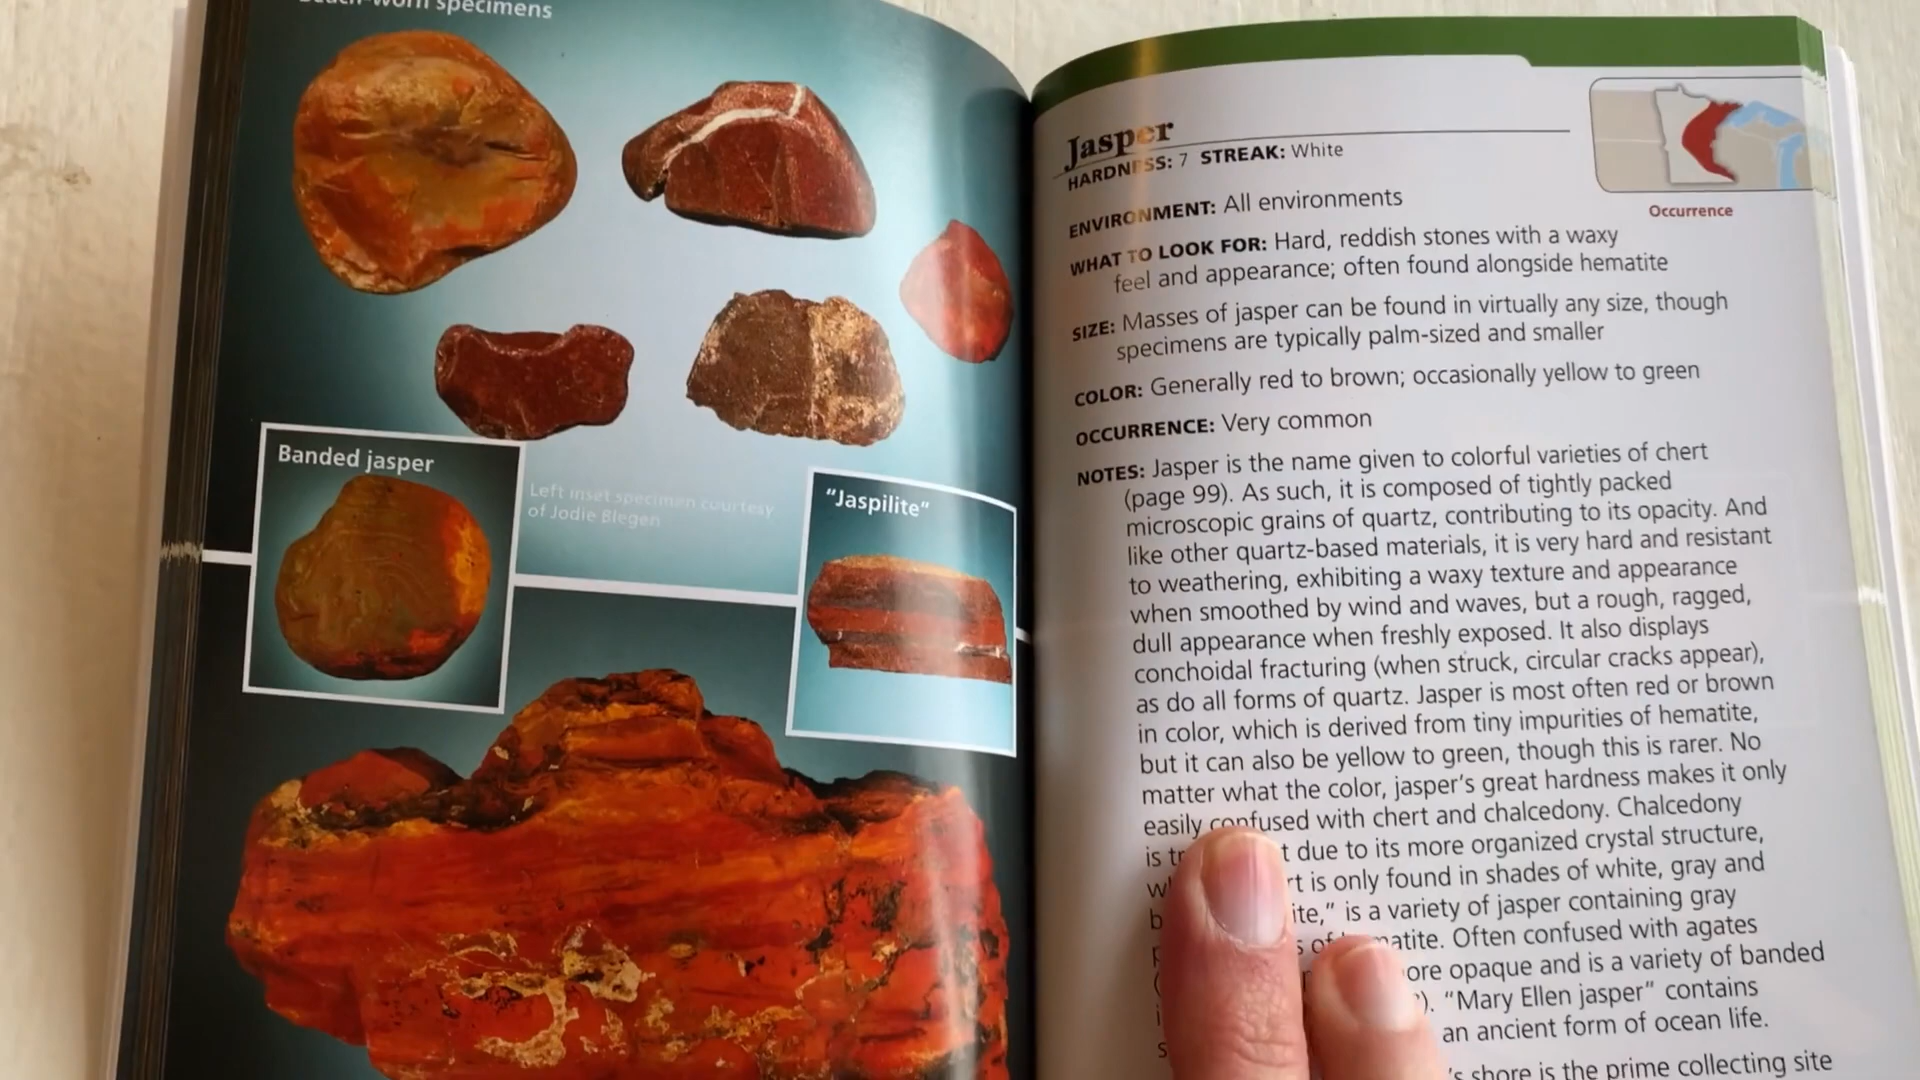 worn specimens
Banded jasper
Left inset specimen courtesy
of Jodie Blegen
"Jaspilite"
Jasper
HARDNESS: 7 STREAK: White
Occurrence
ENVIRONMENT: All environments
WHAT TO LOOK FOR: Hard, reddish stones with a waxy
feel and appearance; often found alongside hematite
SIZE: Masses of jasper can be found in virtually any size, though
specimens are typically palm-sized and smaller
COLOR: Generally red to brown; occasionally yellow to green
OCCURRENCE: Very common
NOTES: Jasper is the name given to colorful varieties of chert
(page 99). As such, it is composed of tightly packed
microscopic grains of quartz, contributing to its opacity. And
like other quartz-based materials, it is very hard and resistant
to weathering, exhibiting a waxy texture and appearance
when smoothed by wind and waves, but a rough, ragged,
dull appearance when freshly exposed. It also displays
conchoidal fracturing (when struck, circular cracks appear),
as do all forms of quartz. Jasper is most often red or brown
in color, which is derived from tiny impurities of hematite,
but it can also be yellow to green, though this is rarer. No
matter what the color, jasper's great hardness makes it only
easily confused with chert and chalcedony. Chalcedony
is due to its more organized crystal structure,
is only found in shades of white, gray and
is a variety of jasper containing gray
of hematite. Often confused with agates
opaque and is a variety of banded
"Mary Ellen jasper" contains
an ancient form of ocean life.
shore is the prime collecting site